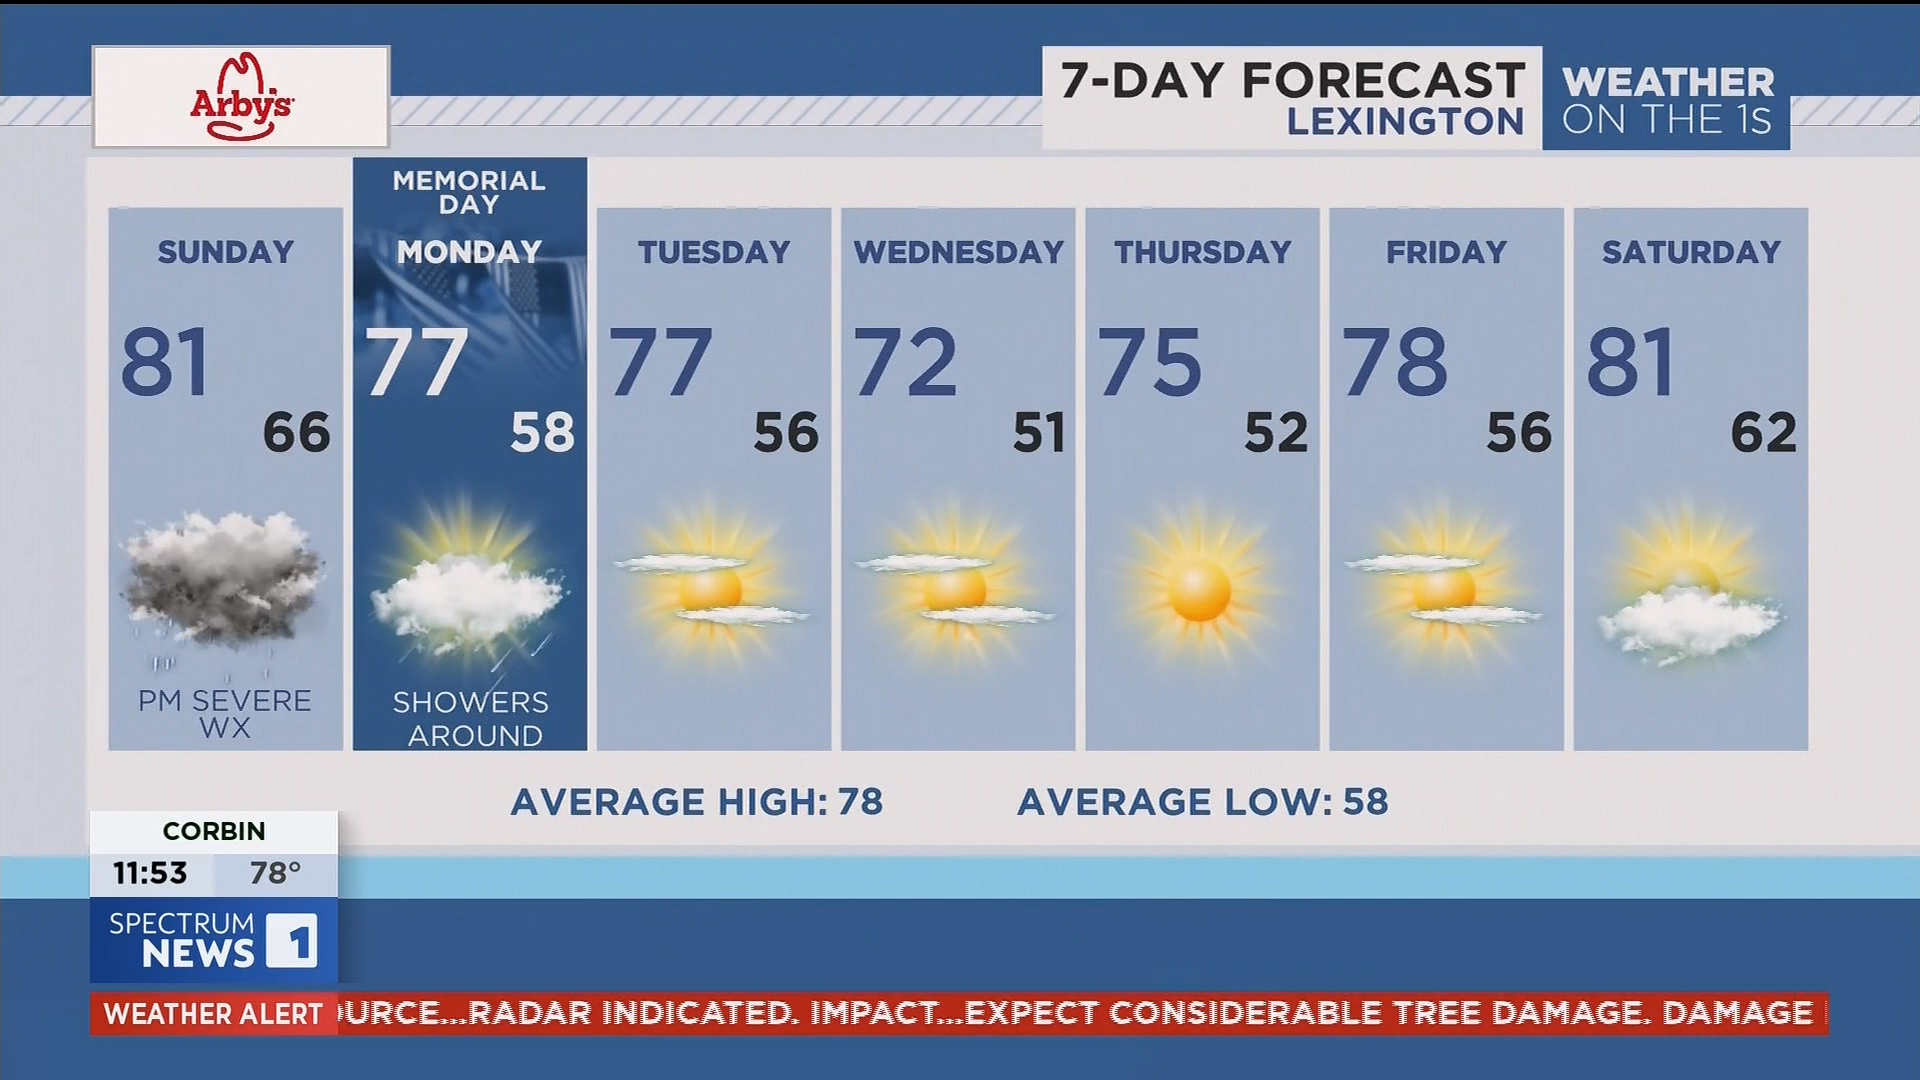 Arby's
7-DAY FORECAST
LEXINGTON
WEATHER
ON THE 1s
SUNDAY
81
66
PM SEVERE
WX
MEMORIAL
DAY
MONDAY
77
58
SHOWERS
AROUND
TUESDAY
77
56
WEDNESDAY
72
51
THURSDAY
75
52
FRIDAY
78
56
SATURDAY
81
62
AVERAGE HIGH: 78
AVERAGE LOW: 58
CORBIN
11:53 78°
SPECTRUM
NEWS 1
WEATHER ALERT
OURCE...RADAR INDICATED. IMPACT...EXPECT CONSIDERABLE TREE DAMAGE. DAMAGE